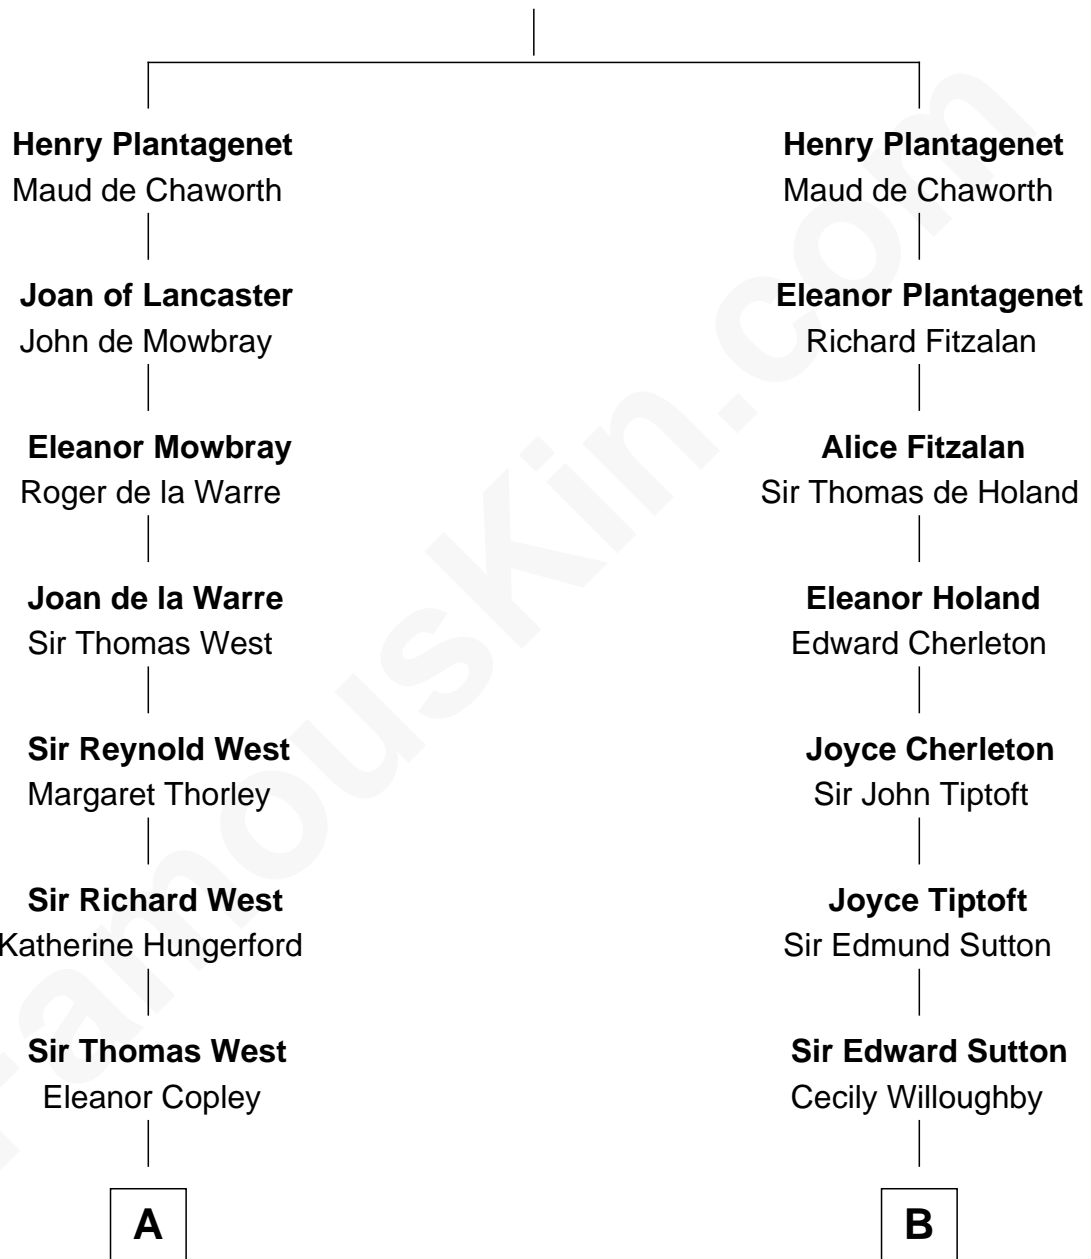 Henry Plantagenet
Maud de Chaworth
Joan of Lancaster
John de Mowbray
Eleanor Mowbray
Roger de la Warre
Joan de la Warre
Sir Thomas West
Sir Reynold West
Margaret Thorley
Sir Richard West
Katherine Hungerford
Sir Thomas West
Eleanor Copley
A
Henry Plantagenet
Maud de Chaworth
Eleanor Plantagenet
Richard Fitzalan
Alice Fitzalan
Sir Thomas de Holand
Eleanor Holand
Edward Cherleton
Joyce Cherleton
Sir John Tiptoft
Joyce Tiptoft
Sir Edmund Sutton
Sir Edward Sutton
Cecily Willoughby
B
FamousKin.com